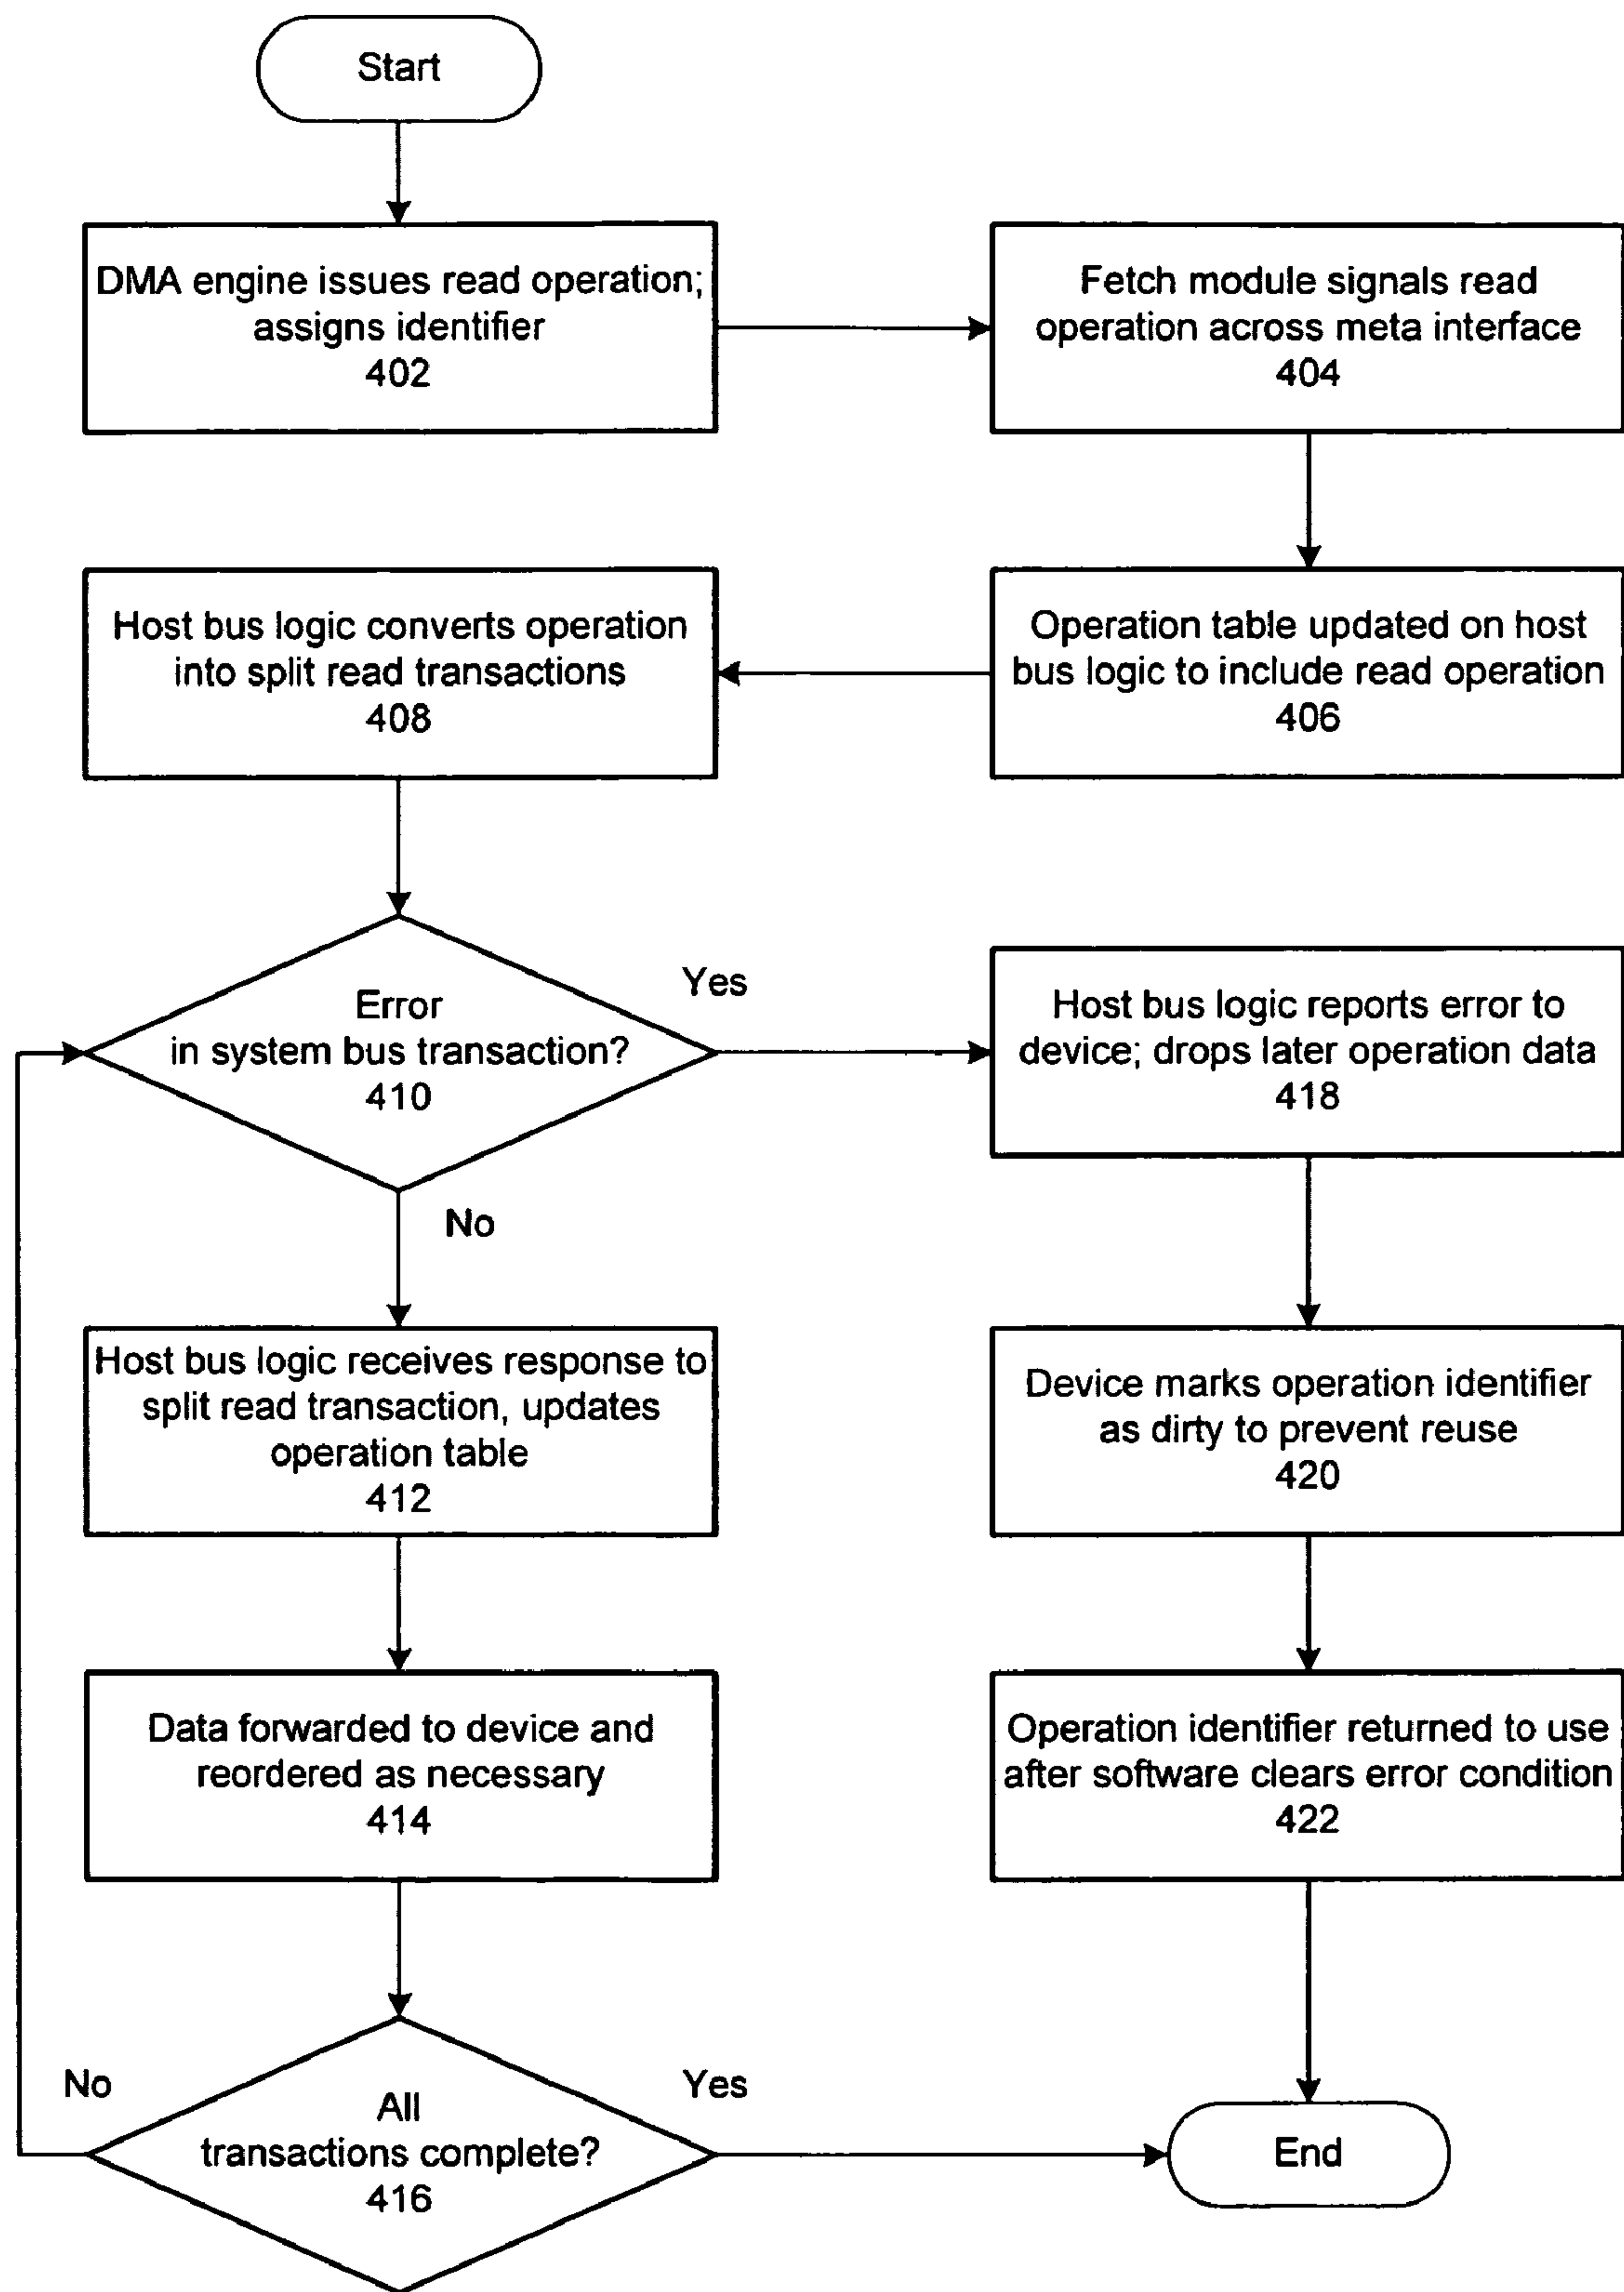 Start
DMA engine issues read operation;
assigns identifier
402
Fetch module signals read
operation across meta interface
404
Operation table updated on host
bus logic to include read operation
406
Host bus logic converts operation
into split read transactions
408
Error
in system bus transaction?
410
Yes
No
Host bus logic reports error to
device; drops later operation data
418
Host bus logic receives response to
split read transaction, updates
operation table
412
Device marks operation identifier
as dirty to prevent reuse
420
Data forwarded to device and
reordered as necessary
414
Operation identifier returned to use
after software clears error condition
422
All
transactions complete?
416
No
Yes
End